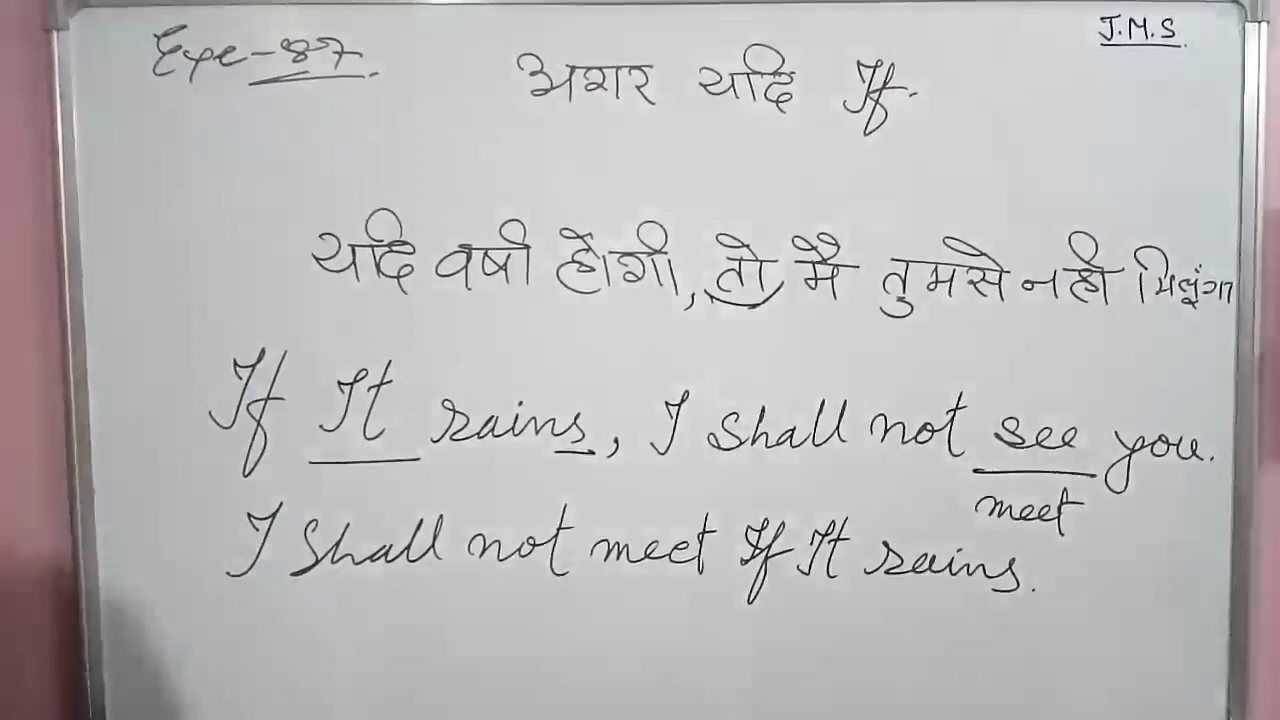 Exe-87.
J.M.S
अगर यदि If.
यदि वर्षा होगी, तो मै तुमसे नही मिलूंगा
If It rains, I shall not see you.
meet
I shall not meet If It rains.